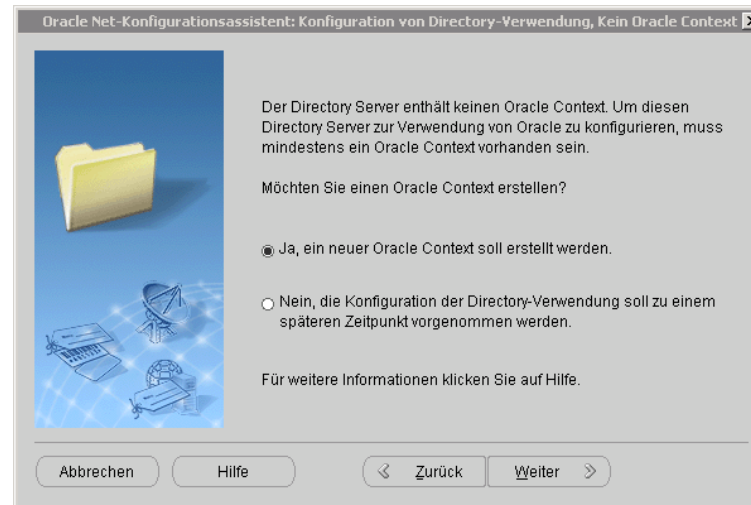 Oracle Net-Konfigurationsassistent: Konfiguration von Directory-Verwendung, Kein Oracle Context
Der Directory Server enthält keinen Oracle Context. Um diesen
Directory Server zur Verwendung von Oracle zu konfigurieren, muss
mindestens ein Oracle Context vorhanden sein.
Möchten Sie einen Oracle Context erstellen?
Ja, ein neuer Oracle Context soll erstellt werden.
Nein, die Konfiguration der Directory-Verwendung soll zu einem
späteren Zeitpunkt vorgenommen werden.
Für weitere Informationen klicken Sie auf Hilfe.
Abbrechen Hilfe Zurück Weiter